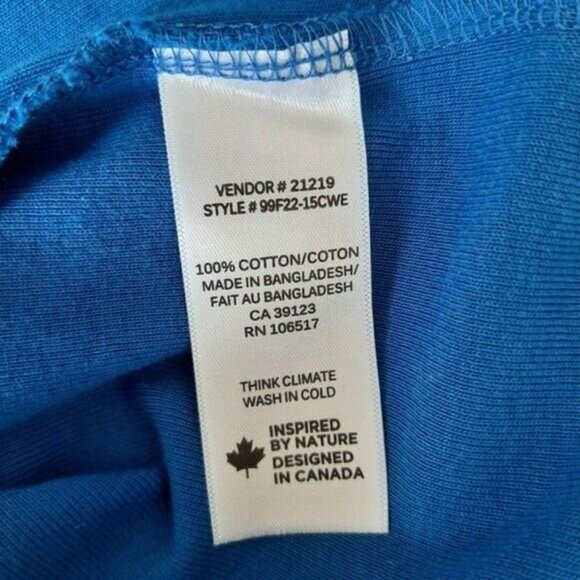 VENDOR # 21219
STYLE # 99F22-15CWE
100% COTTON/COTON
MADE IN BANGLADESH/
FAIT AU BANGLADESH
CA 39123
RN 106517
THINK CLIMATE
WASH IN COLD
INSPIRED
BY NATURE
DESIGNED
IN CANADA